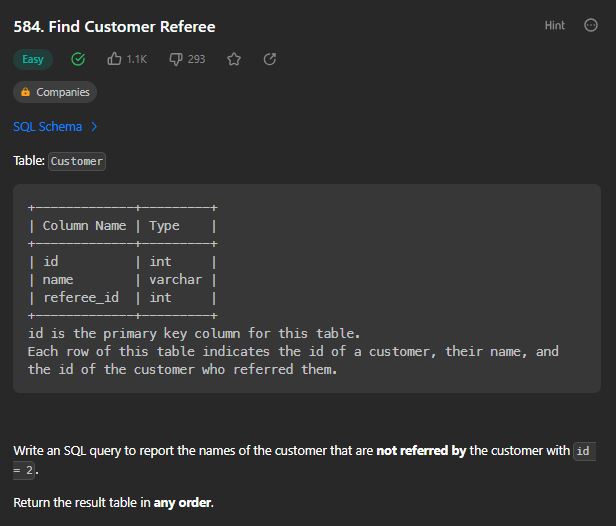 584. Find Customer Referee
Hint
Easy 1.1K 293
Companies
SQL Schema >
Table: Customer
+-------------+---------+
| Column Name | Type    |
+-------------+---------+
| id          | int     |
| name        | varchar |
| referee_id  | int     |
+-------------+---------+
id is the primary key column for this table.
Each row of this table indicates the id of a customer, their name, and
the id of the customer who referred them.
Write an SQL query to report the names of the customer that are not referred by the customer with id
= 2.
Return the result table in any order.